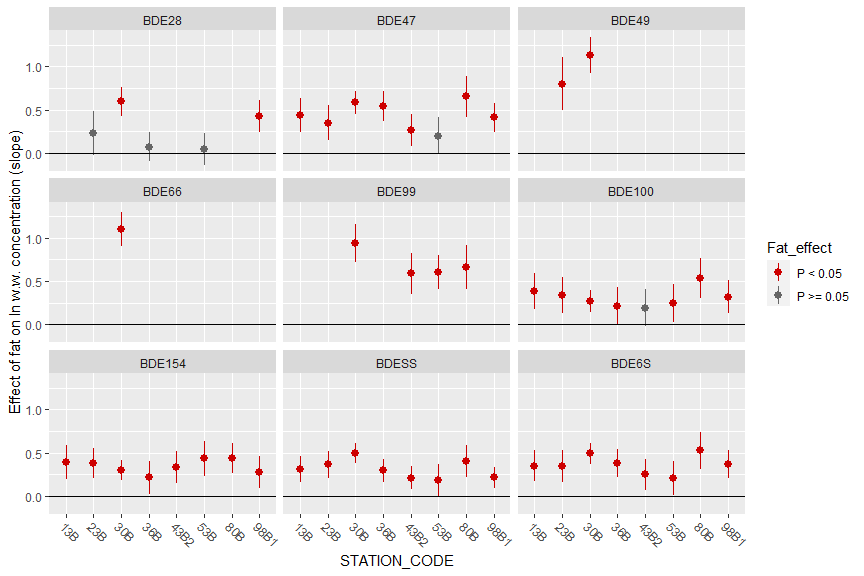 BDE28 BDE47 BDE49
1.0
0.5
0.0
BDE66 BDE99 BDE100
1.0
0.5
0.0
BDE154 BDESS BDE6S
1.0
0.5
0.0
13B 23B 30B 36B 43B2 53B 80B 98B1 13B 23B 30B 36B 43B2 53B 80B 98B1 13B 23B 30B 36B 43B2 53B 80B 98B1
STATION_CODE
Effect of fat on ln w.w. concentration (slope)
Fat_effect
P < 0.05
P >= 0.05